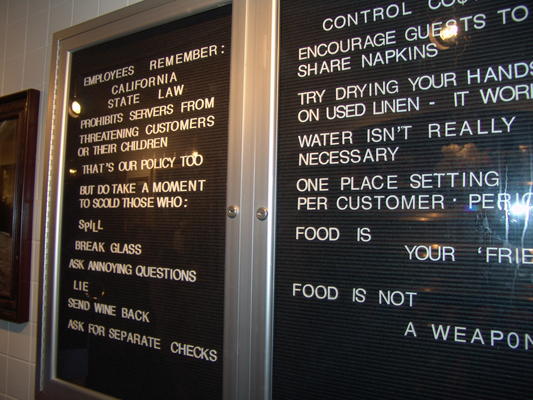 EMPLOYEES REMEMBER:
CALIFORNIA
STATE LAW
PROHIBITS SERVERS FROM
THREATENING CUSTOMERS
OR THEIR CHILDREN
THAT'S OUR POLICY TOO
BUT DO TAKE A MOMENT
TO SCOLD THOSE WHO:
SPILL
BREAK GLASS
ASK ANNOYING QUESTIONS
LIE
SEND WINE BACK
ASK FOR SEPARATE CHECKS
CONTROL
ENCOURAGE GUESTS TO
SHARE NAPKINS
TRY DRYING YOUR HANDS
ON USED LINEN - IT WOR
WATER ISN'T REALLY
NECESSARY
ONE PLACE SETTING
PER CUSTOMER · PERIO
FOOD IS
YOUR 'FRIE
FOOD IS NOT
A WEAPON